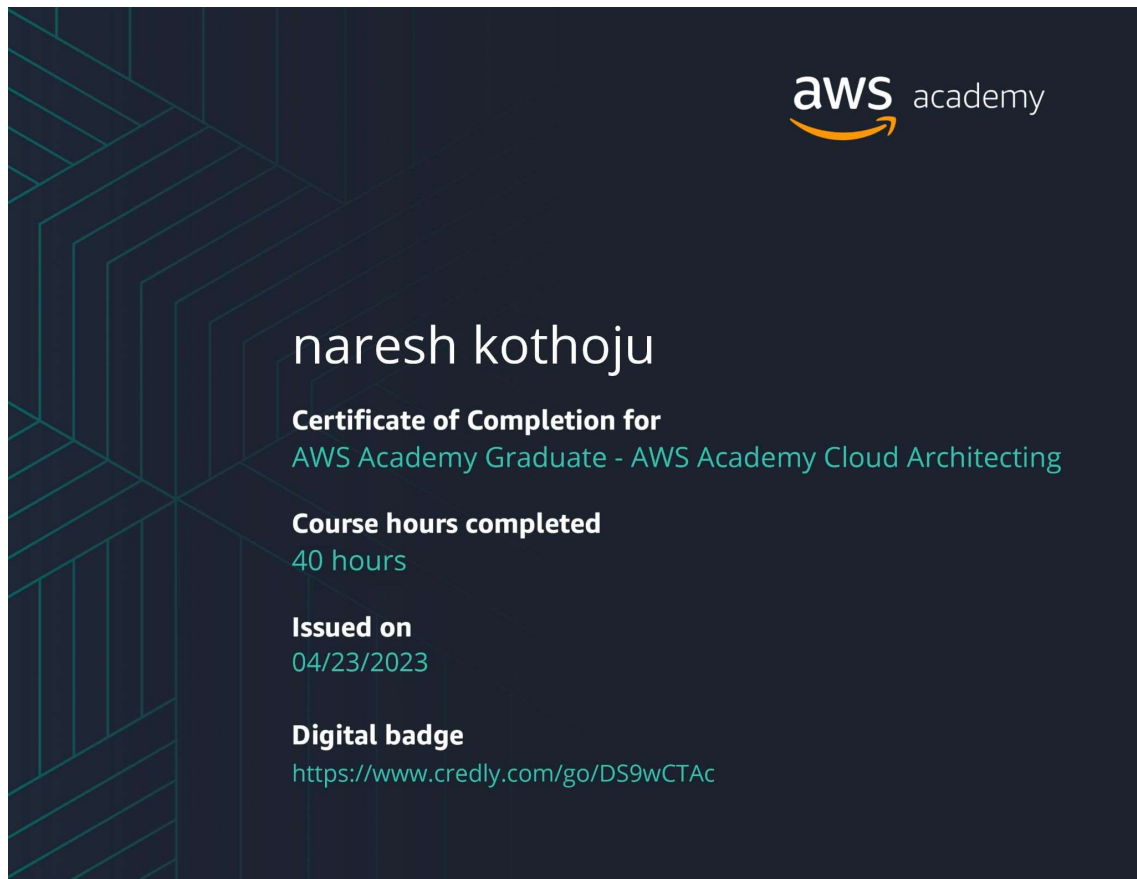 aws academy
naresh kothoju
Certificate of Completion for
AWS Academy Graduate - AWS Academy Cloud Architecting
Course hours completed
40 hours
Issued on
04/23/2023
Digital badge
https://www.credly.com/go/DS9wCTAc